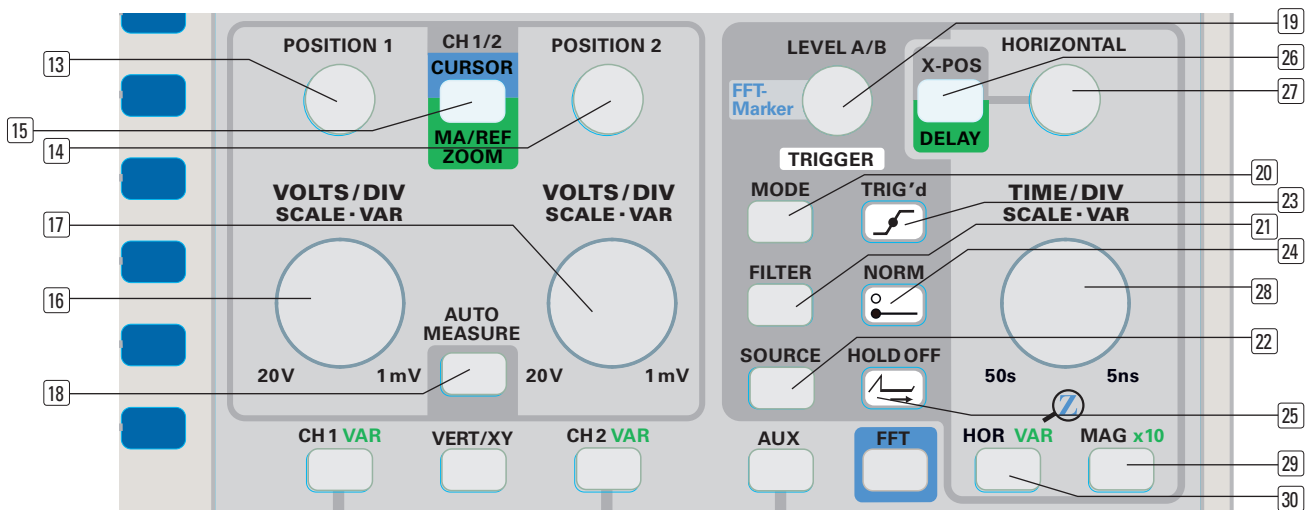 POSITION 1
CH 1/2
CURSOR
MA/REF
ZOOM
POSITION 2
LEVEL A/B
FFT-
Marker
HORIZONTAL
X-POS
DELAY
TRIGGER
MODE
TRIG'd
FILTER
NORM
SOURCE
HOLD OFF
VOLTS / DIV
SCALE · VAR
VOLTS / DIV
SCALE · VAR
TIME / DIV
SCALE · VAR
AUTO
MEASURE
20 V
1 mV
20 V
1 mV
50s
5ns
Z
CH 1 VAR
VERT/XY
CH 2 VAR
AUX
FFT
HOR VAR
MAG x10
13
15
14
17
16
18
19
26
27
20
23
21
24
28
22
25
29
30